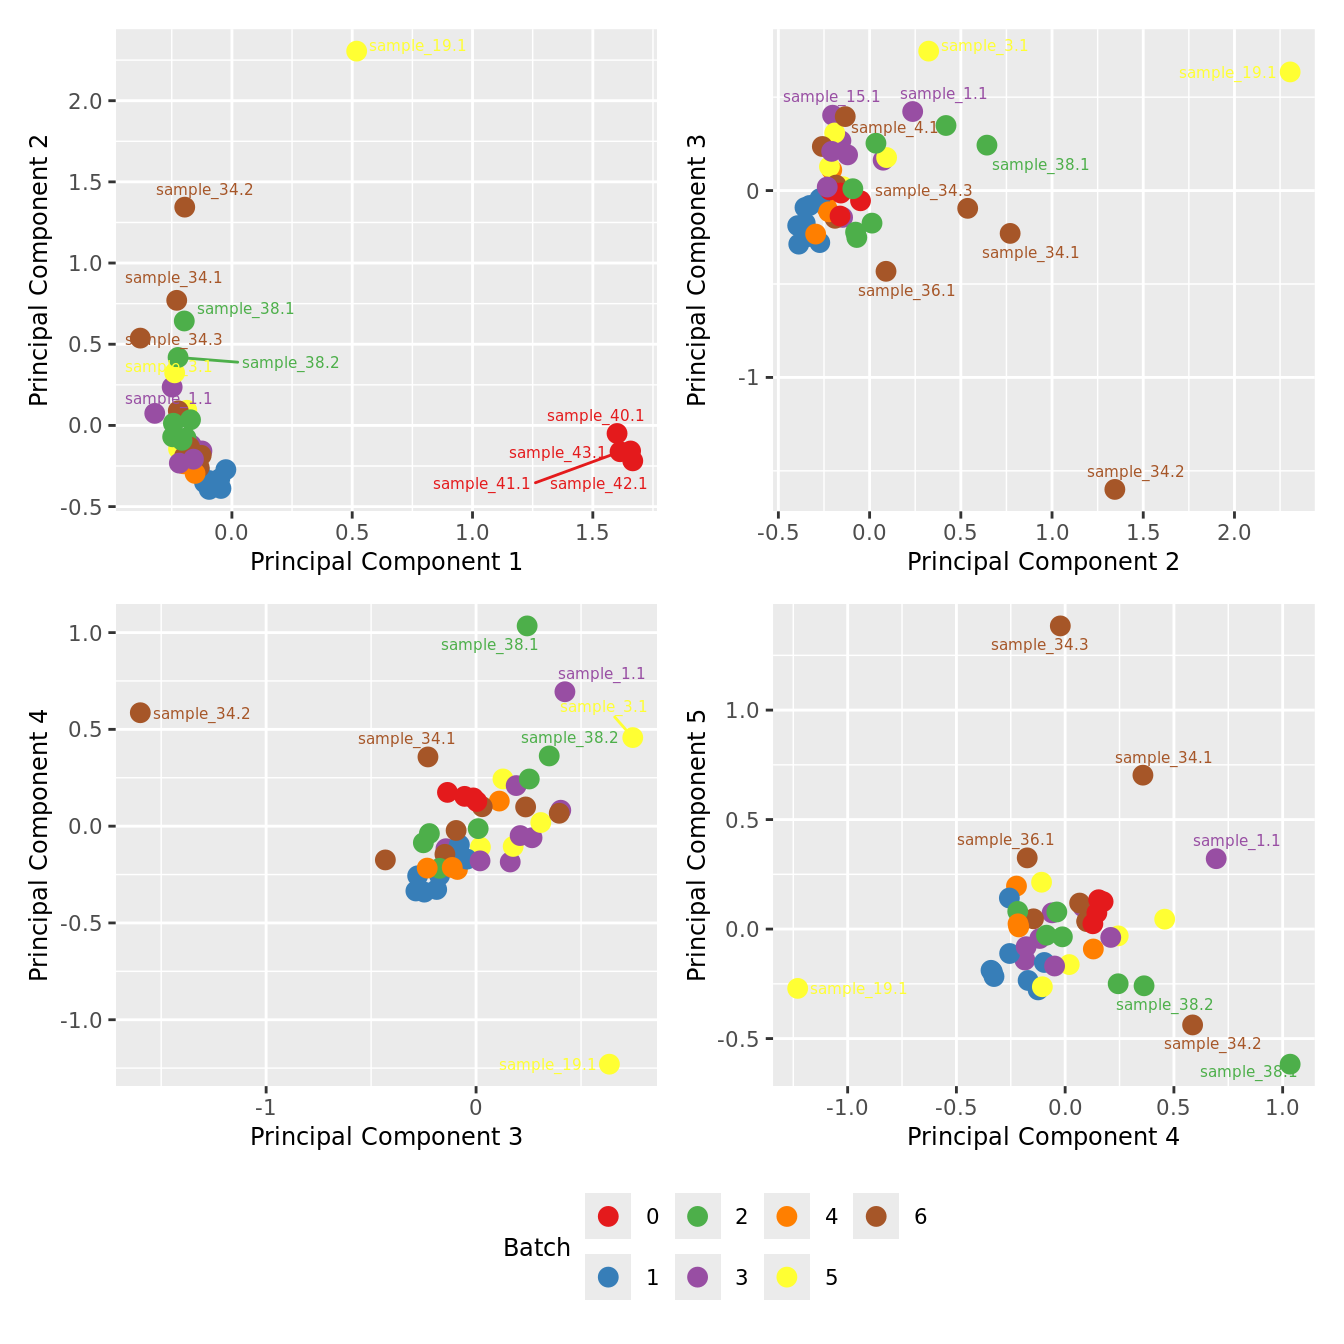 sample_19.1
sample_34.2
sample_34.1
sample_38.1
sample_34.3
sample_38.2
sample_3.1
sample_1.1
sample_40.1
sample_43.1
sample_41.1 sample_42.1
2.0
1.5
1.0
0.5
0.0
-0.5
0.0 0.5 1.0 1.5
Principal Component 1
Principal Component 2
sample_3.1
sample_19.1
sample_15.1 sample_1.1
sample_4.1
sample_38.1
sample_34.3
sample_34.1
sample_36.1
sample_34.2
0
-1
-0.5 0.0 0.5 1.0 1.5 2.0
Principal Component 2
Principal Component 3
sample_38.1
sample_1.1
sample_3.1
sample_34.2
sample_34.1 sample_38.2
sample_19.1
1.0
0.5
0.0
-0.5
-1.0
-1 0
Principal Component 3
Principal Component 4
sample_34.3
sample_34.1
sample_36.1 sample_1.1
sample_19.1
sample_38.2
sample_34.2
sample_38.1
1.0
0.5
0.0
-0.5
-1.0 -0.5 0.0 0.5 1.0
Principal Component 4
Principal Component 5
Batch
0 2 4 6
1 3 5